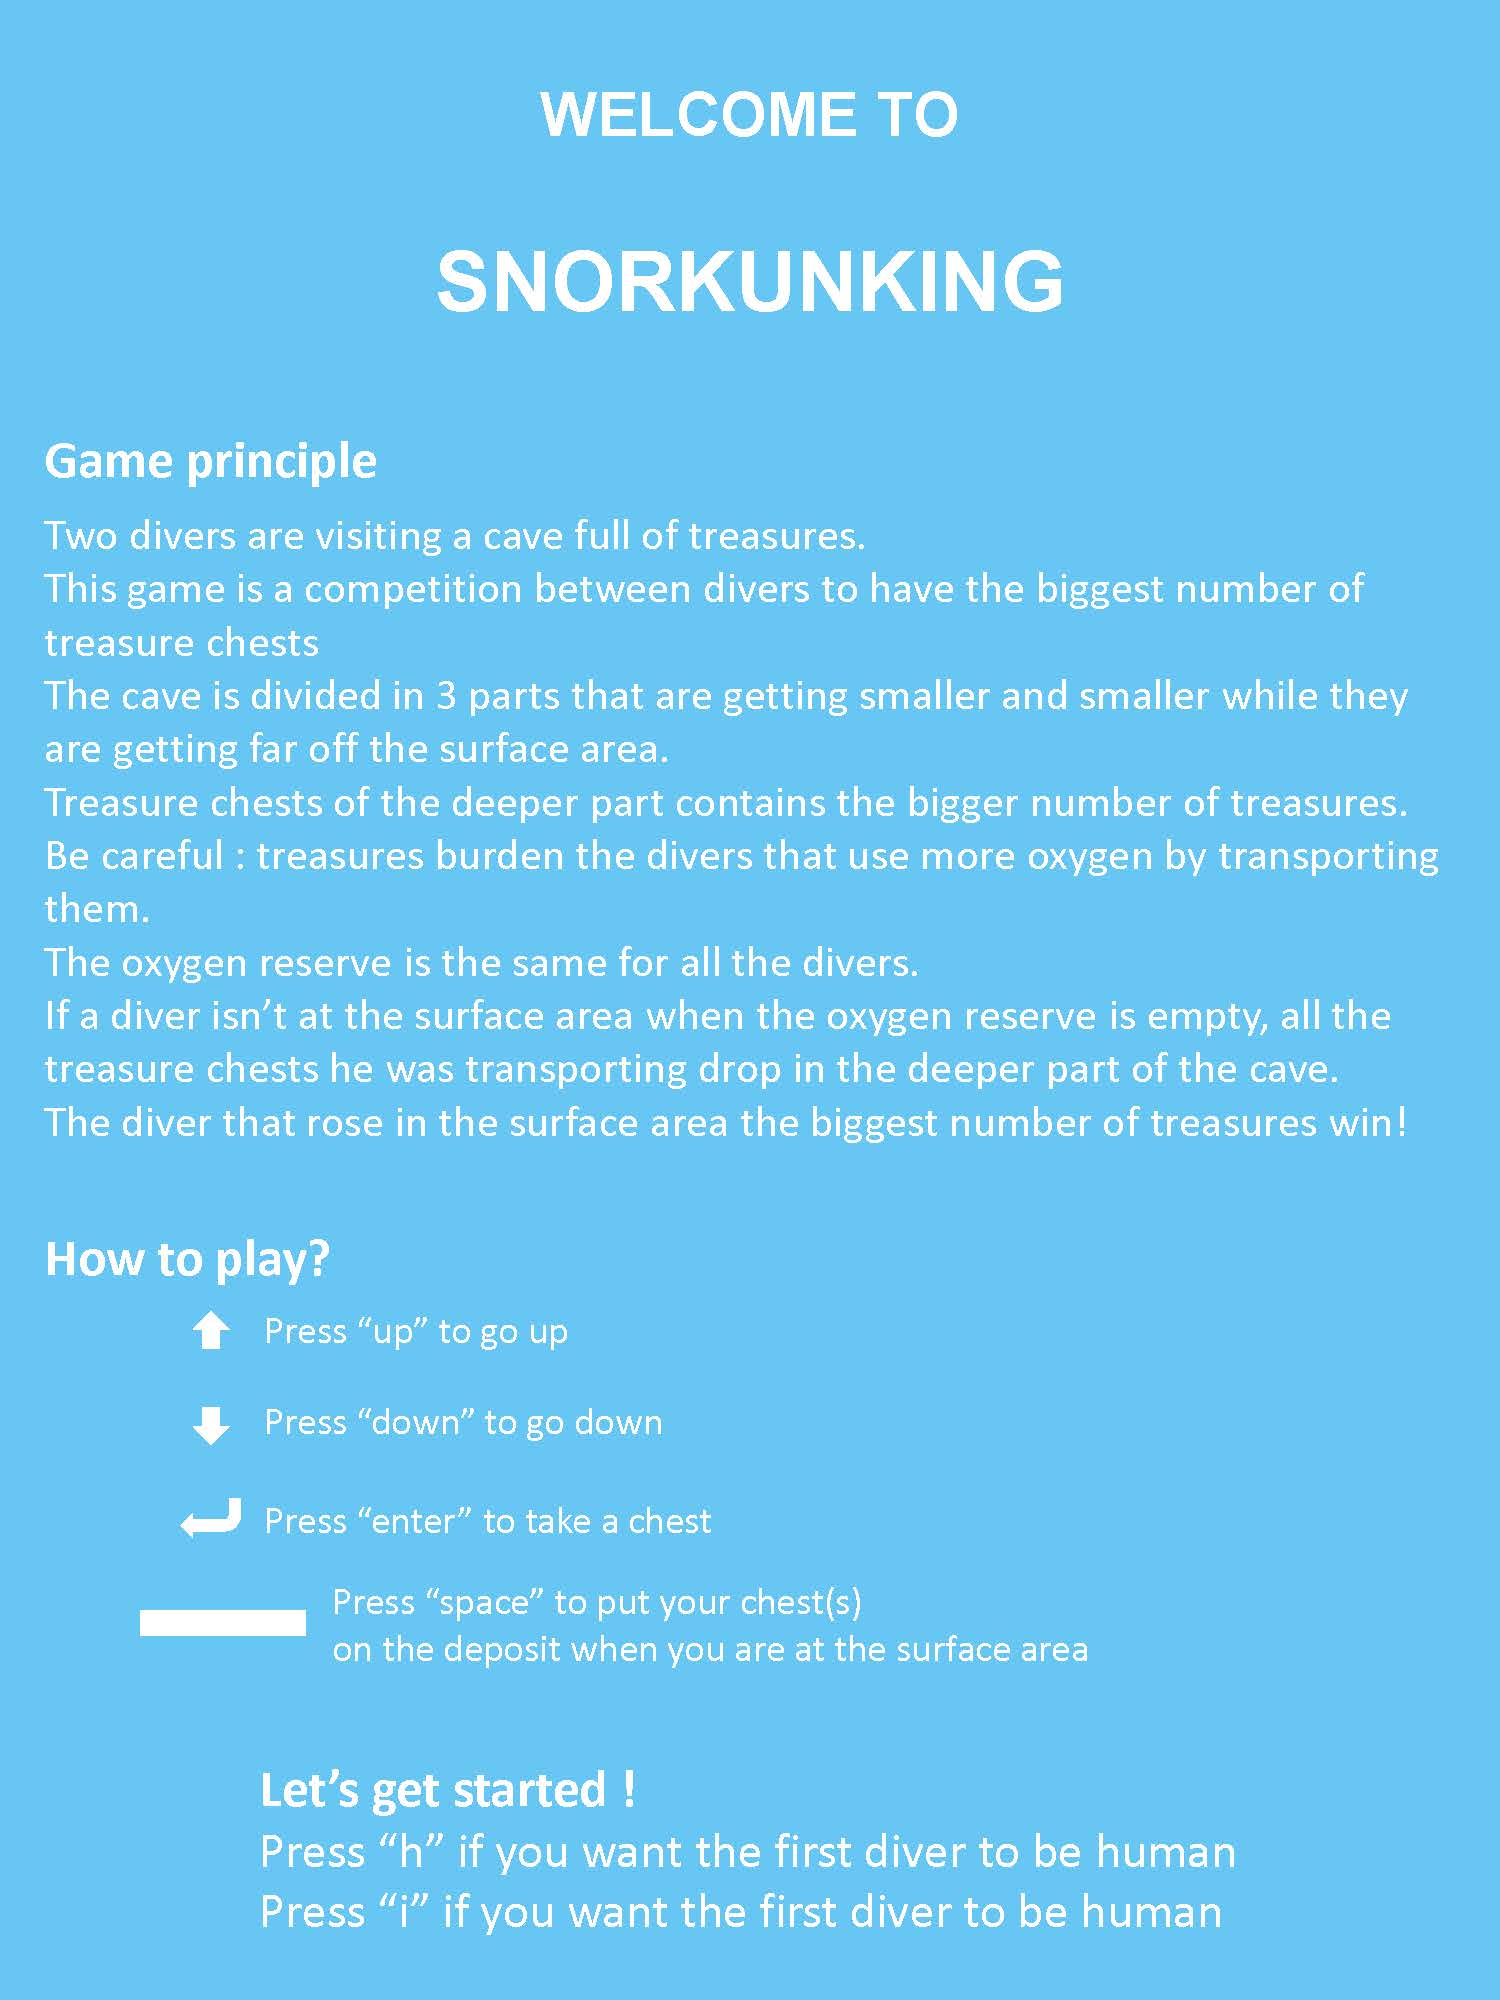 WELCOME TO
SNORKUNKING
Game principle
Two divers are visiting a cave full of treasures.
This game is a competition between divers to have the biggest number of
treasure chests
The cave is divided in 3 parts that are getting smaller and smaller while they
are getting far off the surface area.
Treasure chests of the deeper part contains the bigger number of treasures.
Be careful : treasures burden the divers that use more oxygen by transporting
them.
The oxygen reserve is the same for all the divers.
If a diver isn’t at the surface area when the oxygen reserve is empty, all the
treasure chests he was transporting drop in the deeper part of the cave.
The diver that rose in the surface area the biggest number of treasures win!
How to play?
Press “up” to go up
Press “down” to go down
Press “enter” to take a chest
Press “space” to put your chest(s)
on the deposit when you are at the surface area
Let’s get started !
Press “h” if you want the first diver to be human
Press “i” if you want the first diver to be human